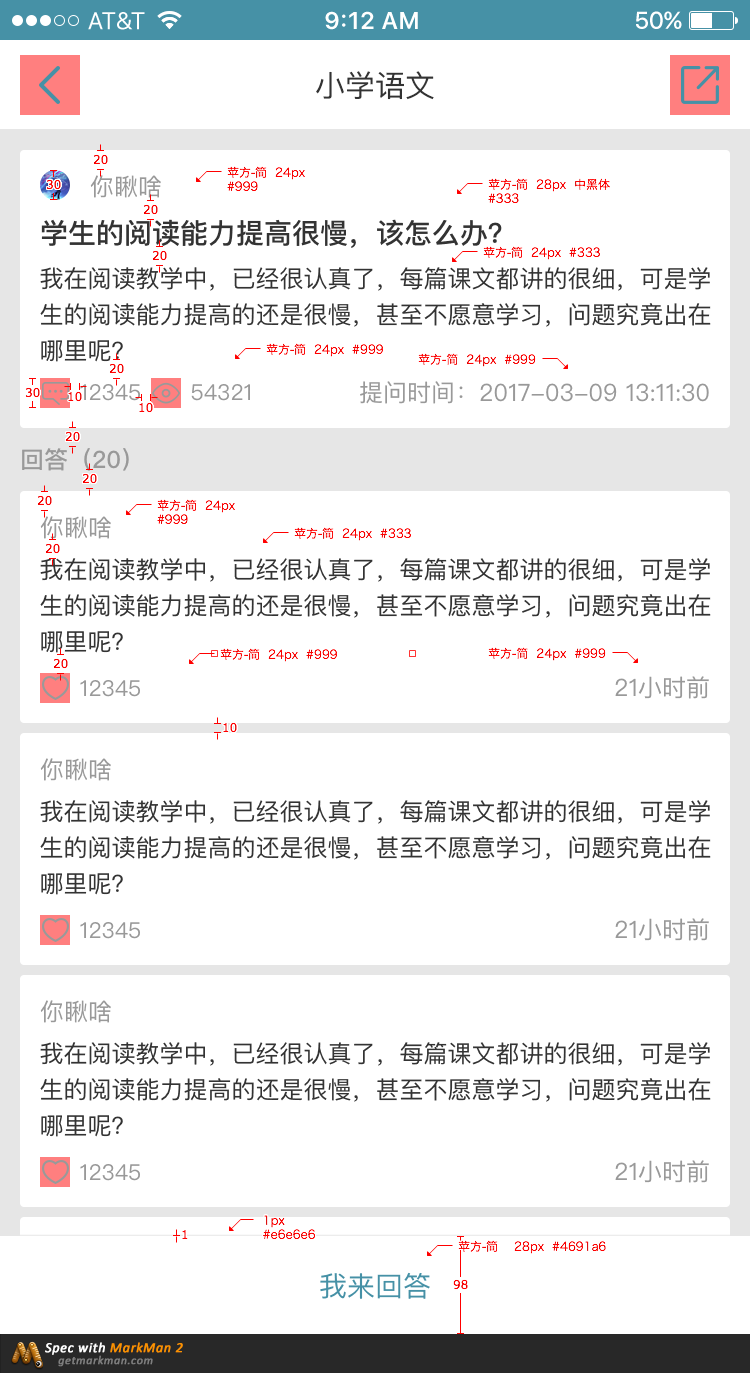 AT&T 9:12 AM 50%
小学语文
20
苹方-简 24px
#999
苹方-简 28px 中黑体
#333
30 你瞅啥
20
学生的阅读能力提高很慢，该怎么办?
20
苹方-简 24px #333
我在阅读教学中，已经很认真了，每篇课文都讲的很细，可是学
生的阅读能力提高的还是很慢，甚至不愿意学习，问题究竟出在
哪里呢?
苹方-简 24px #999
苹方-简 24px #999
20
30 10 12345 10 54321 提问时间：2017-03-09 13:11:30
20
回答（20）
20
20
苹方-简 24px
#999
你瞅啥
苹方-简 24px #333
20
我在阅读教学中，已经很认真了，每篇课文都讲的很细，可是学
生的阅读能力提高的还是很慢，甚至不愿意学习，问题究竟出在
哪里呢?
苹方-简 24px #999
苹方-简 24px #999
20
12345 21小时前
10
你瞅啥
我在阅读教学中，已经很认真了，每篇课文都讲的很细，可是学
生的阅读能力提高的还是很慢，甚至不愿意学习，问题究竟出在
哪里呢?
12345 21小时前
你瞅啥
我在阅读教学中，已经很认真了，每篇课文都讲的很细，可是学
生的阅读能力提高的还是很慢，甚至不愿意学习，问题究竟出在
哪里呢?
12345 21小时前
1
1px
#e6e6e6
苹方-简 28px #4691a6
我来回答
98
Spec with MarkMan 2
getmarkman.com